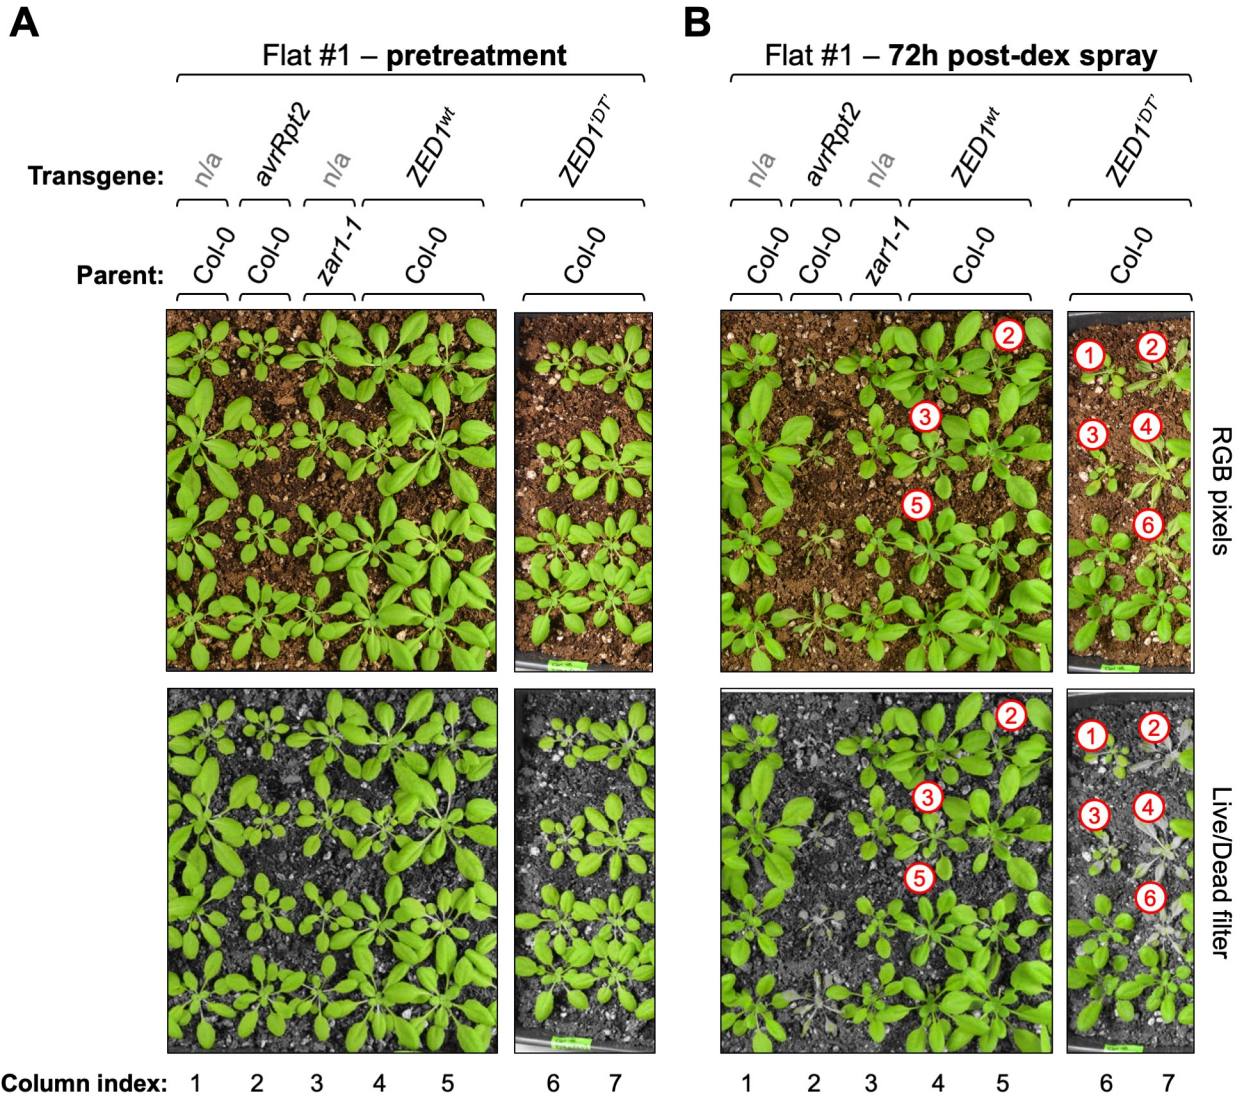 A
B
Flat #1 – pretreatment
Flat #1 – 72h post-dex spray
Transgene:
n/a
avrRpt2
n/a
ZED1wt
ZED1'DT'
n/a
avrRpt2
n/a
ZED1wt
ZED1'DT'
Parent:
Col-0
Col-0
zar1-1
Col-0
Col-0
Col-0
Col-0
zar1-1
Col-0
Col-0
2
1
2
3
3
4
5
6
RGB pixels
2
1
2
3
3
4
5
6
Live/Dead filter
Column index: 1 2 3 4 5 6 7 1 2 3 4 5 6 7